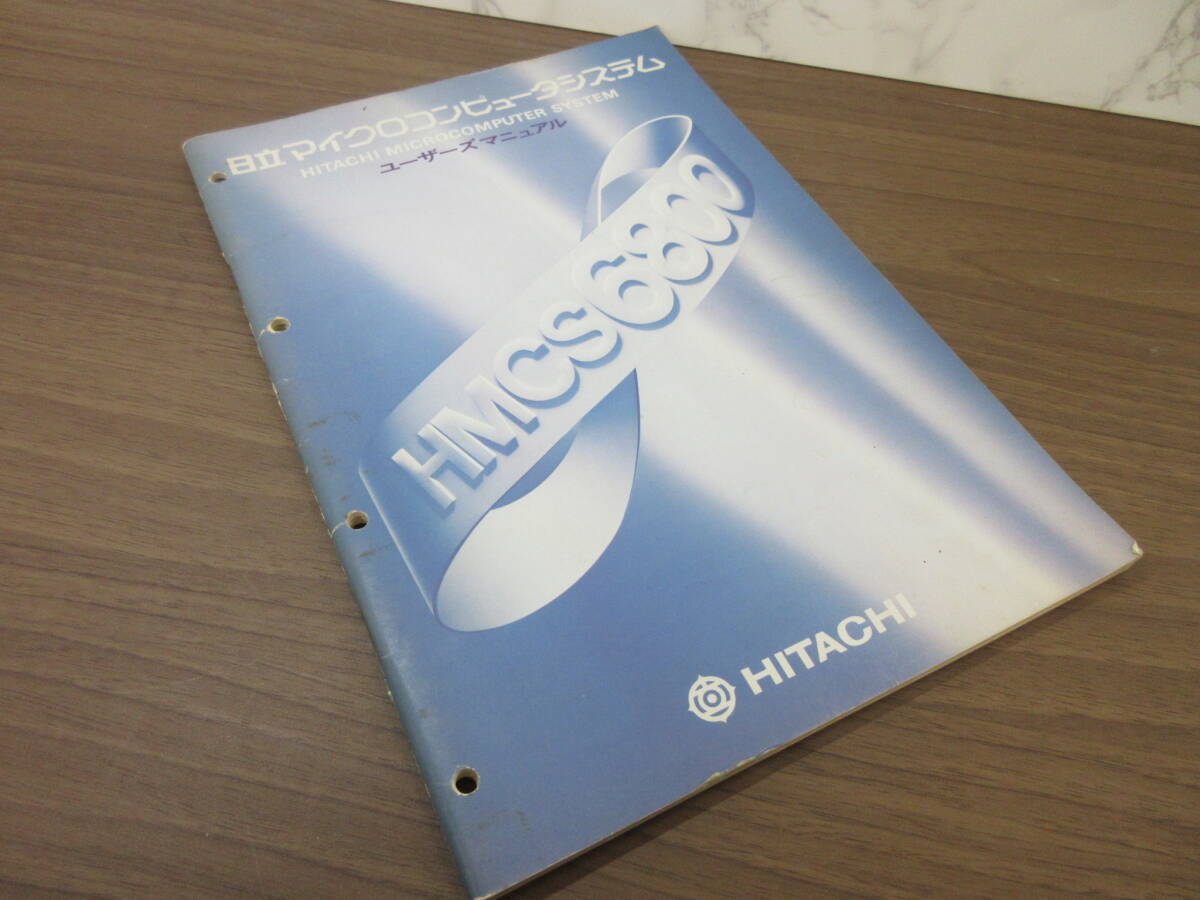 日立マイクロコンピュータシステム
HITACHI MICROCOMPUTER SYSTEM
ユーザーズマニュアル
HMCS6800
HITACHI